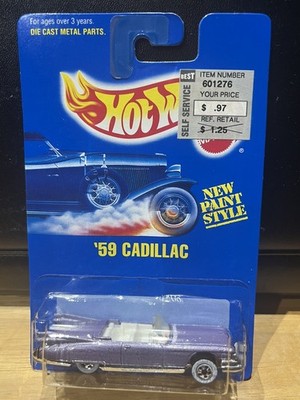 For ages over 3 years.
DIE CAST METAL PARTS.
HOT W
SELF SERVICE
BEST
ITEM NUMBER
601276
YOUR PRICE
$ .97
REF. RETAIL
$ 1.25
NEW
PAINT
STYLE
'59 CADILLAC